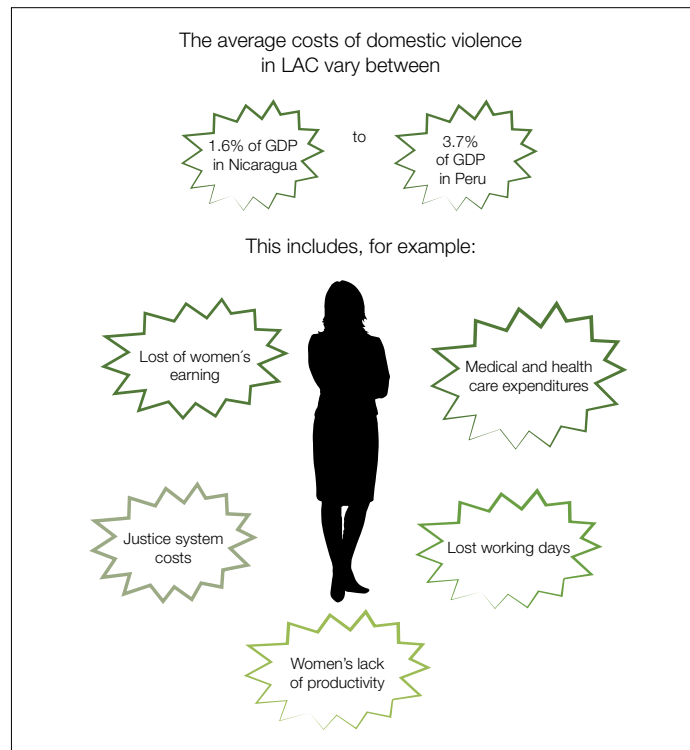 The average costs of domestic violence
in LAC vary between
1.6% of GDP
in Nicaragua
to
3.7%
of GDP
in Peru
This includes, for example:
Lost of women´s
earning
Medical and health
care expenditures
Justice system
costs
Lost working days
Women's lack
of productivity